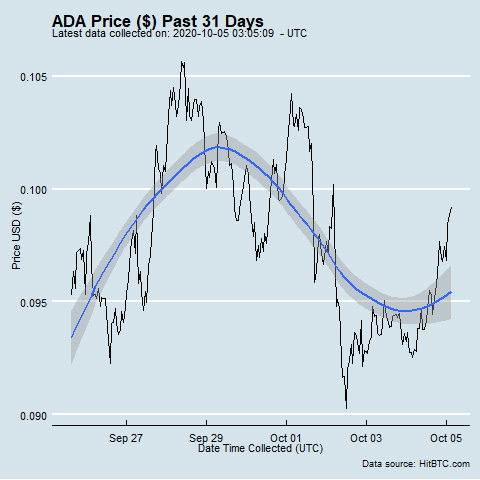 ADA Price ($) Past 31 Days
Latest data collected on: 2020-10-05 03:05:09 - UTC
0.105
0.100
0.095
0.090
Price USD ($)
Sep 27 Sep 29 Oct 01 Oct 03 Oct 05
Date Time Collected (UTC)
Data source: HitBTC.com